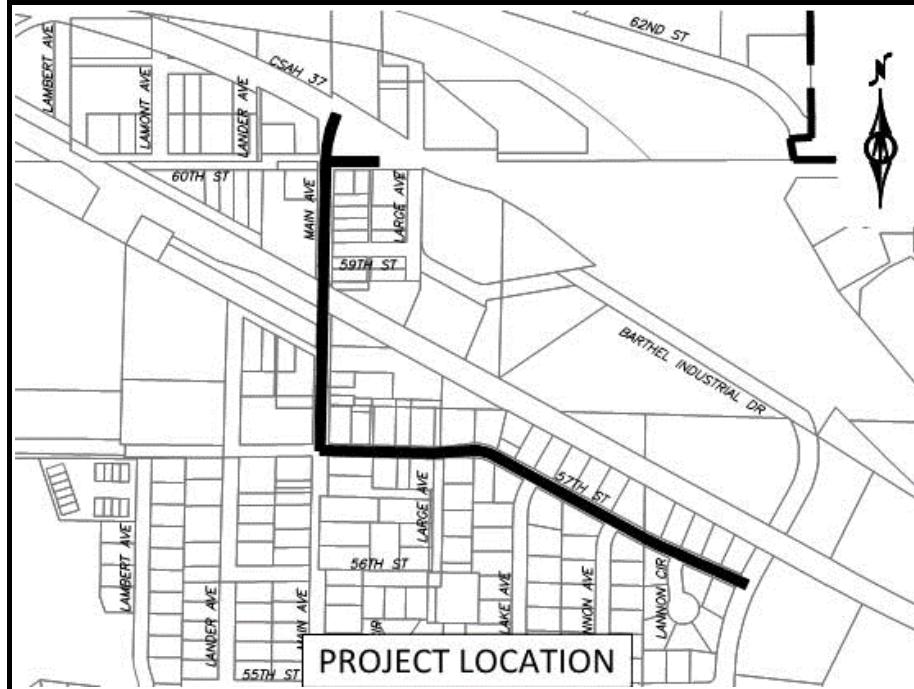 62ND ST
LAMBERT AVE
LAMONT AVE
LANDER AVE
CSAH 37
N
60TH ST
MAIN AVE
LARGE AVE
59TH ST
BARTHEL INDUSTRIAL DR
57TH ST
LARGE AVE
56TH ST
LAMBERT AVE
LANDER AVE
MAIN AVE
CIR
LAKE AVE
NNON AVE
LANNON CIR
55TH ST
PROJECT LOCATION